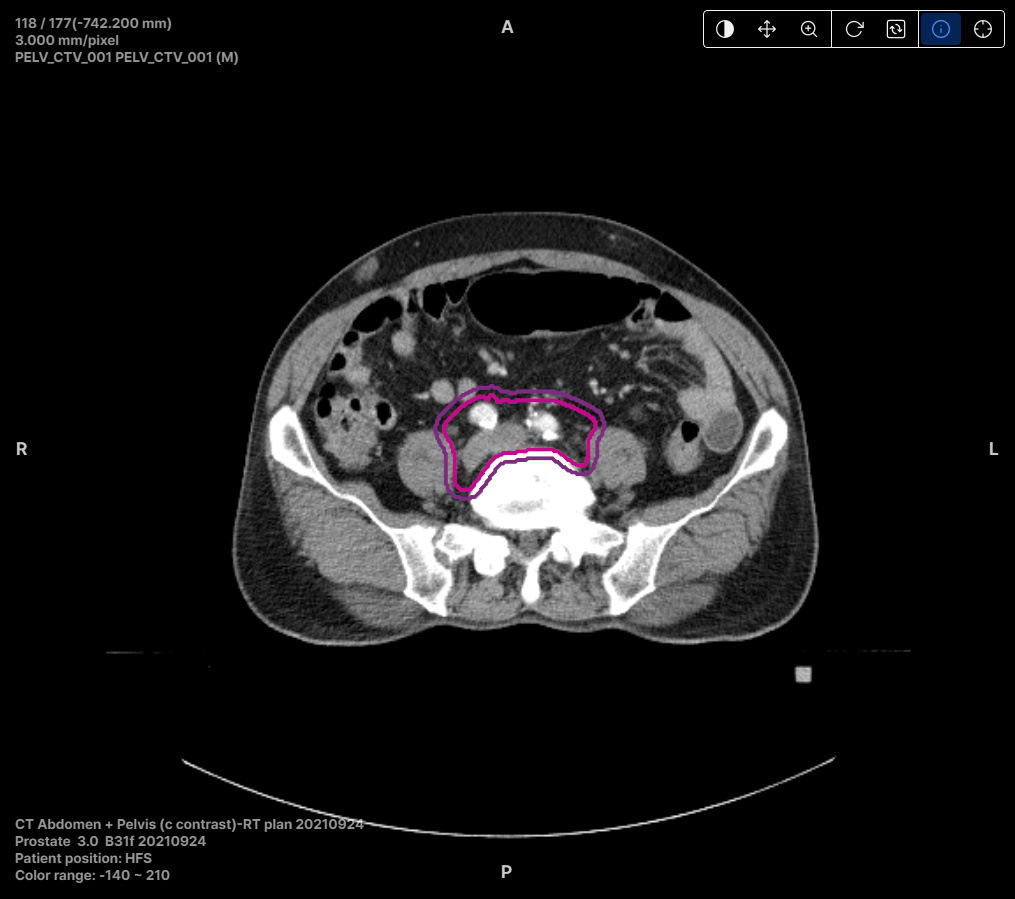 118 / 177(-742.200 mm)
3.000 mm/pixel
PELV_CTV_001 PELV_CTV_001 (M)
A
R
L
CT Abdomen + Pelvis (c contrast)-RT plan 20210924
Prostate 3.0 B31f 20210924
Patient position: HFS
Color range: -140 ~ 210
P